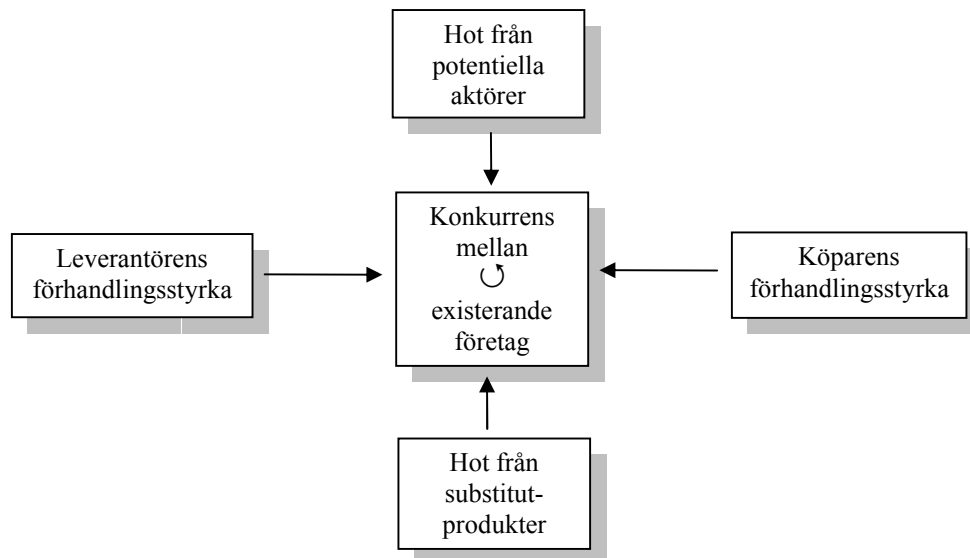 Hot från
potentiella
aktörer
Leverantörens
förhandlingsstyrka
Konkurrens
mellan
existerande
företag
Köparens
förhandlingsstyrka
Hot från
substitut-
produkter